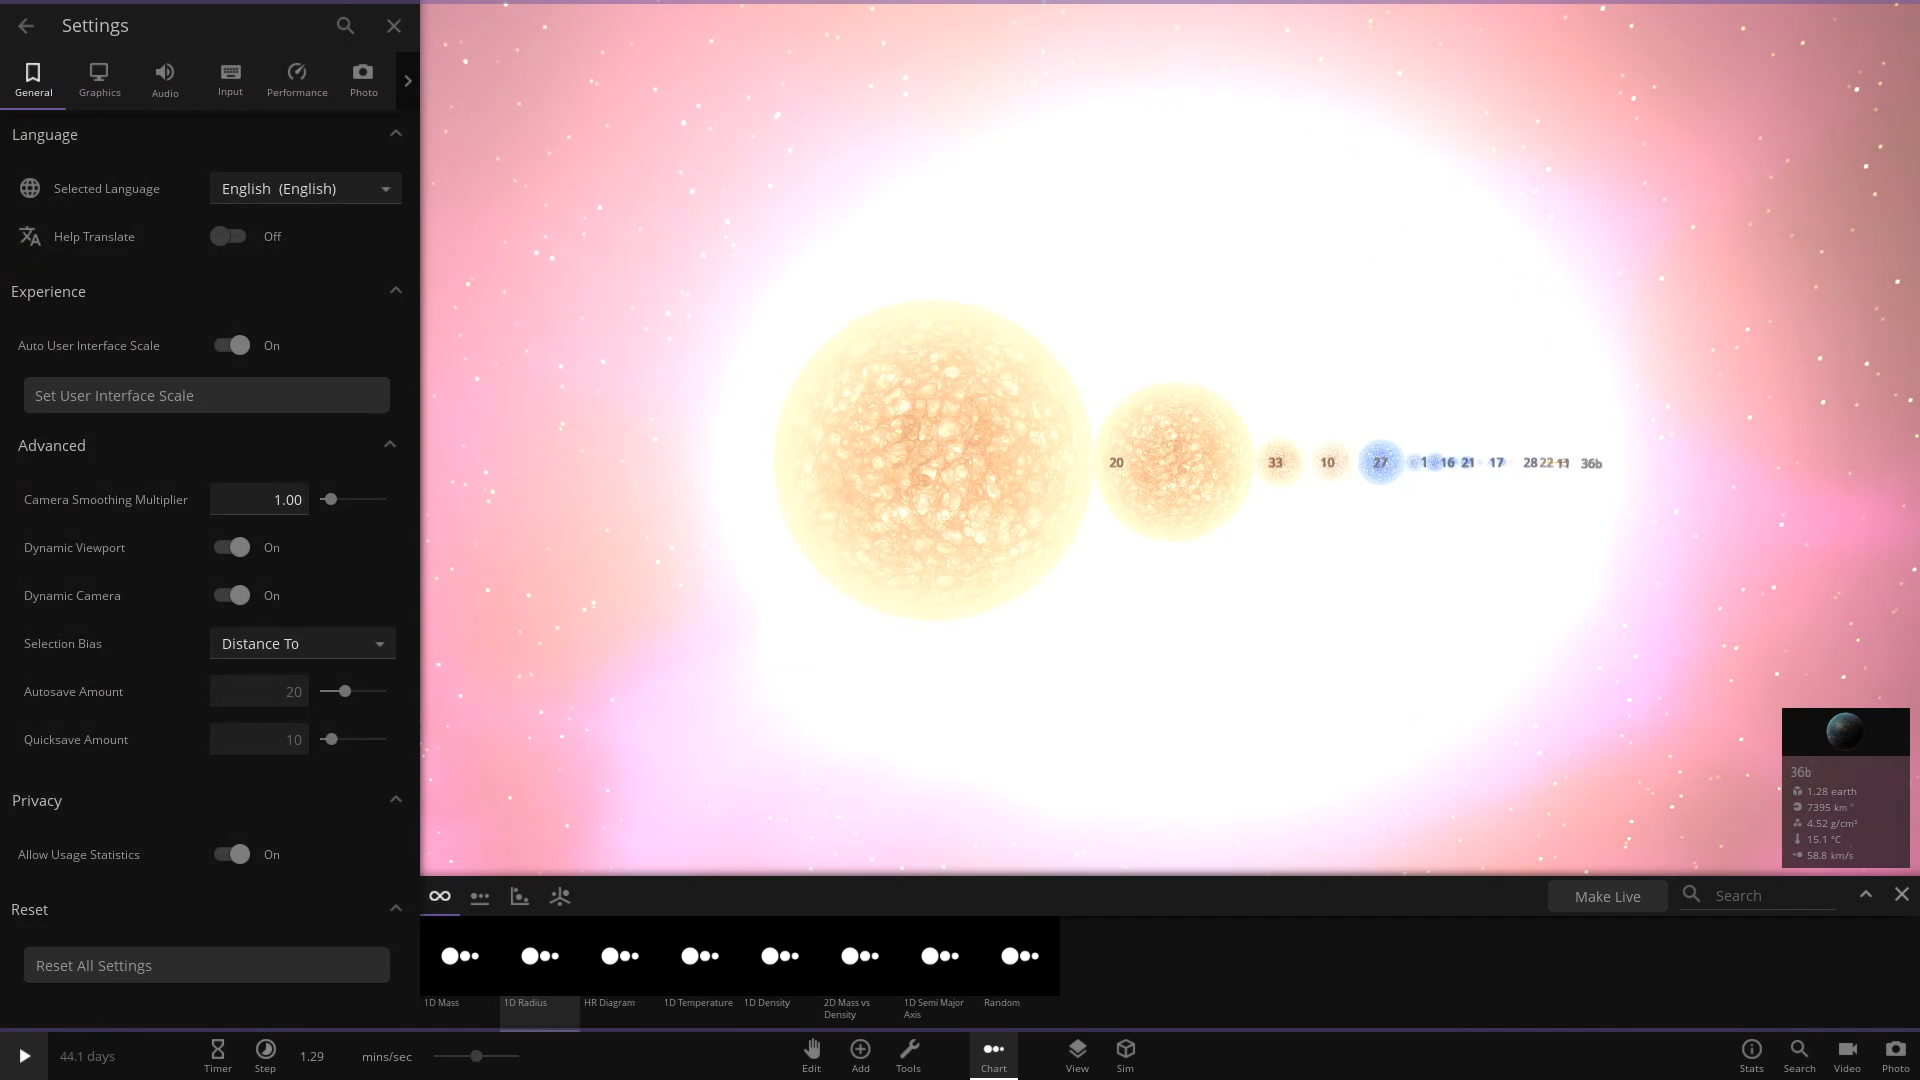 Settings
General
Graphics
Audio
Input
Performance
Photo
Language
Selected Language
English (English)
Help Translate
Off
Experience
Auto User Interface Scale
On
Set User Interface Scale
Advanced
Camera Smoothing Multiplier
1.00
Dynamic Viewport
On
Dynamic Camera
On
Selection Bias
Distance To
Autosave Amount
20
Quicksave Amount
10
Privacy
Allow Usage Statistics
On
Reset
Reset All Settings
20
33
10
27
1
16
21
17
28
22
36b
36b
1.28 earth
7395 km
4.52 g/cm³
15.1 °C
58.8 km/s
Make Live
Search
1D Mass
1D Radius
HR Diagram
1D Temperature
1D Density
2D Mass vs
Density
1D Semi Major
Axis
Random
44.1 days
Timer
Step
1.29
mins/sec
Edit
Add
Tools
Chart
View
Sim
Stats
Search
Video
Photo